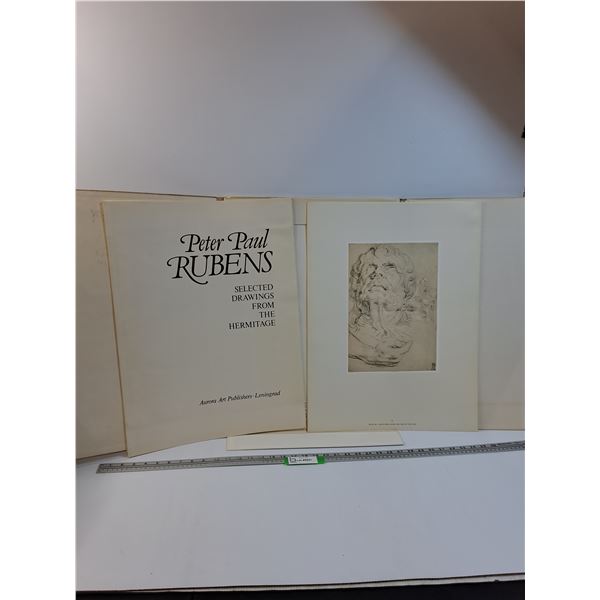 Peter Paul
RUBENS
SELECTED
DRAWINGS
FROM
THE
HERMITAGE
Aurora Art Publishers · Leningrad